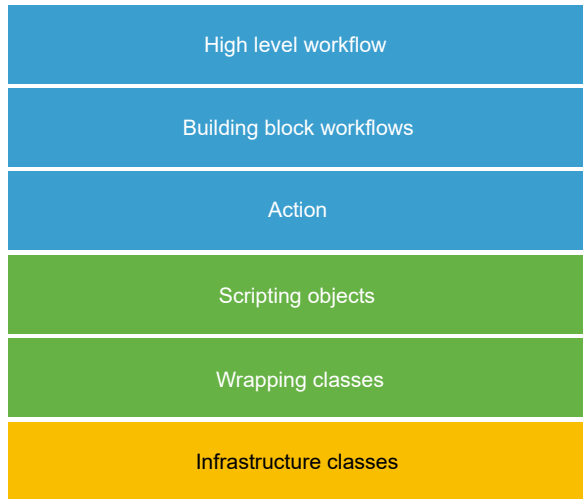 High level workflow
Building block workflows
Action
Scripting objects
Wrapping classes
Infrastructure classes